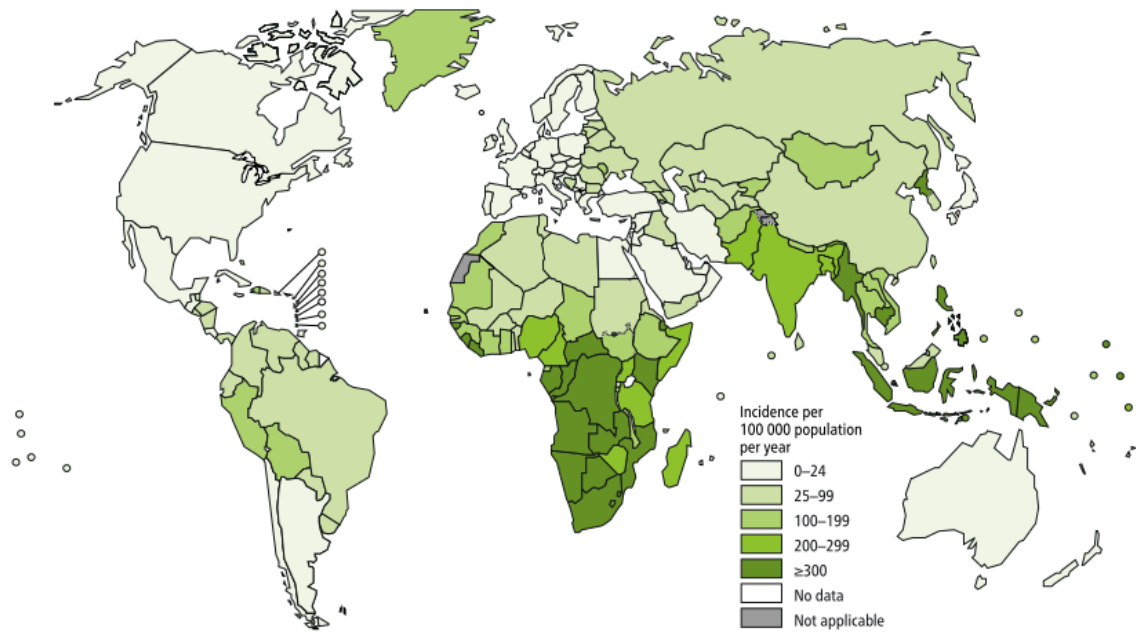 Incidence per
100 000 population
per year
0–24
25–99
100–199
200–299
≥300
No data
Not applicable